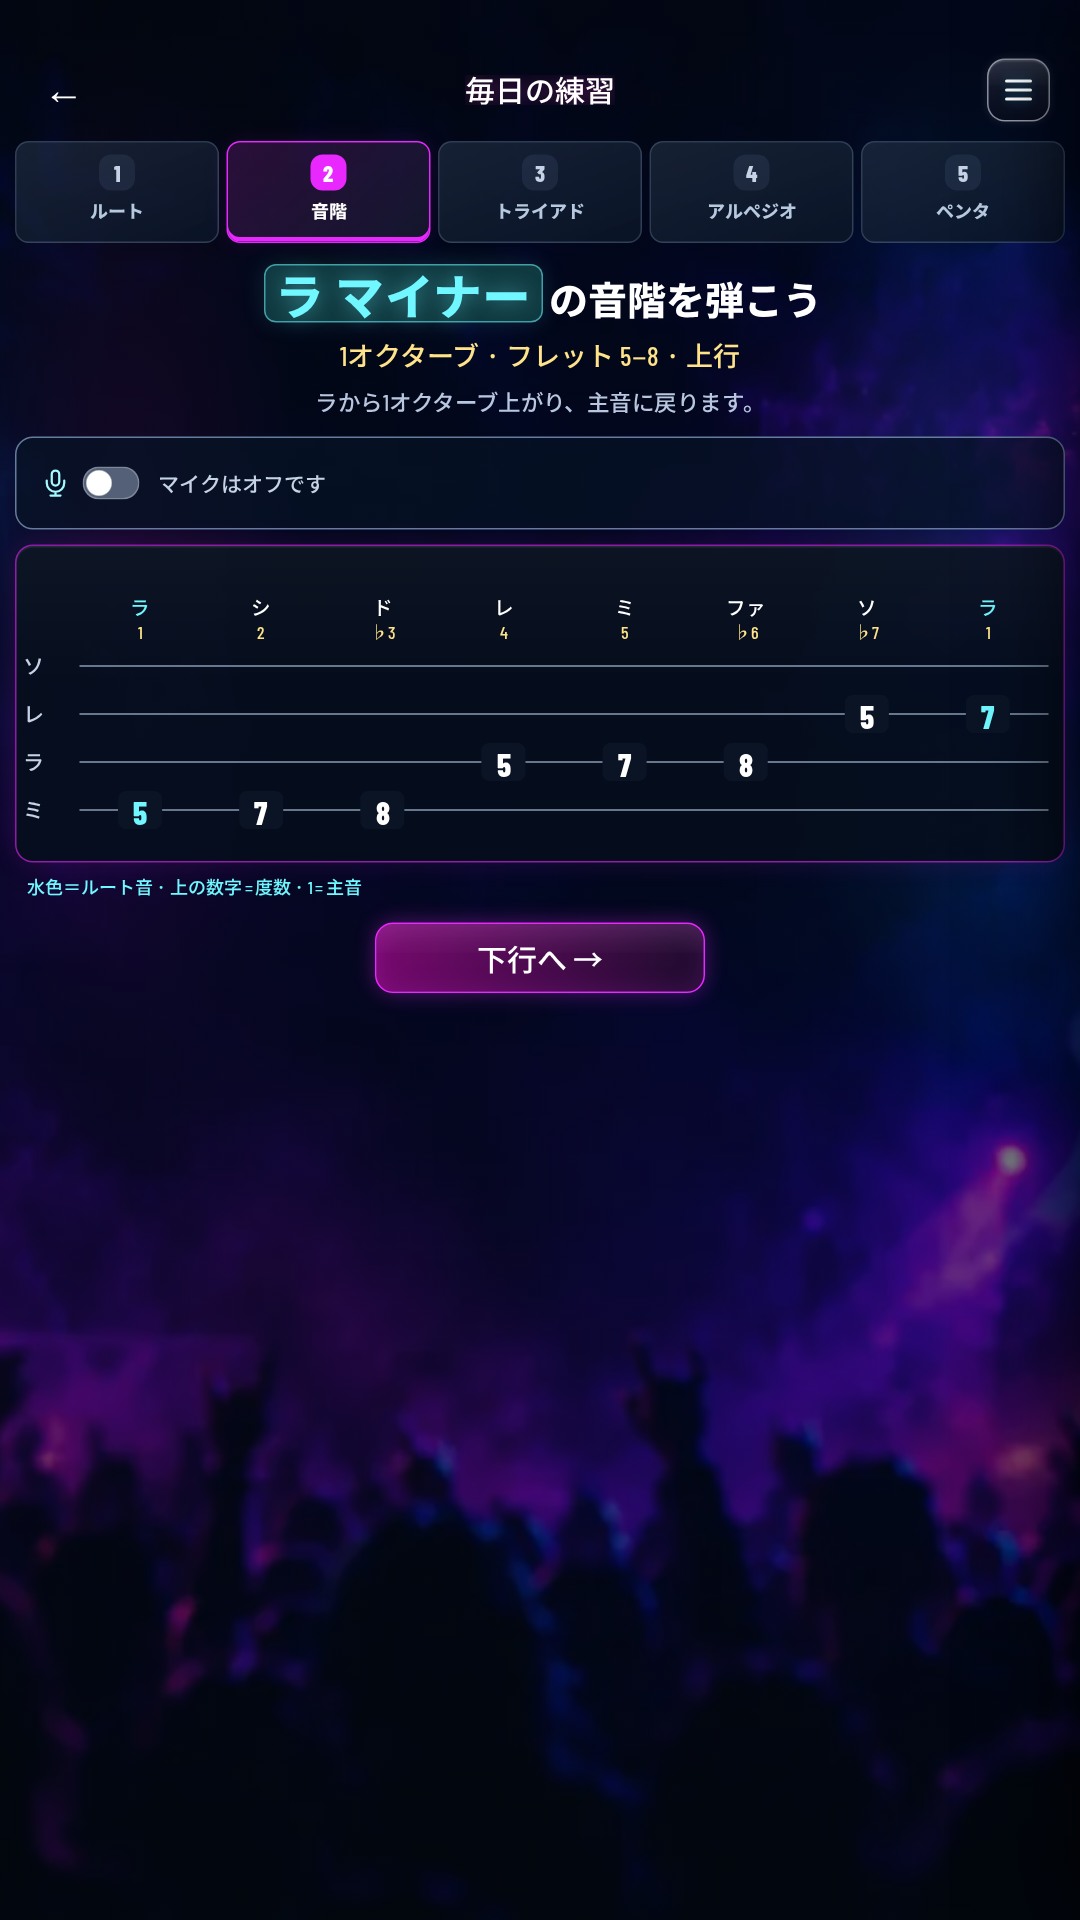 ← 毎日の練習
1 2 3 4 5
ルート 音階 トライアド アルペジオ ペンタ
ラ マイナー の音階を弾こう
1オクターブ · フレット 5–8 · 上行
ラから1オクターブ上がり、主音に戻ります。
マイクはオフです
ラ シ ド レ ミ ファ ソ ラ
1 2 ♭3 4 5 ♭6 ♭7 1
ソ
レ 5 7
ラ 5 7 8
ミ 5 7 8
水色＝ルート音 · 上の数字=度数 · 1=主音
下行へ →